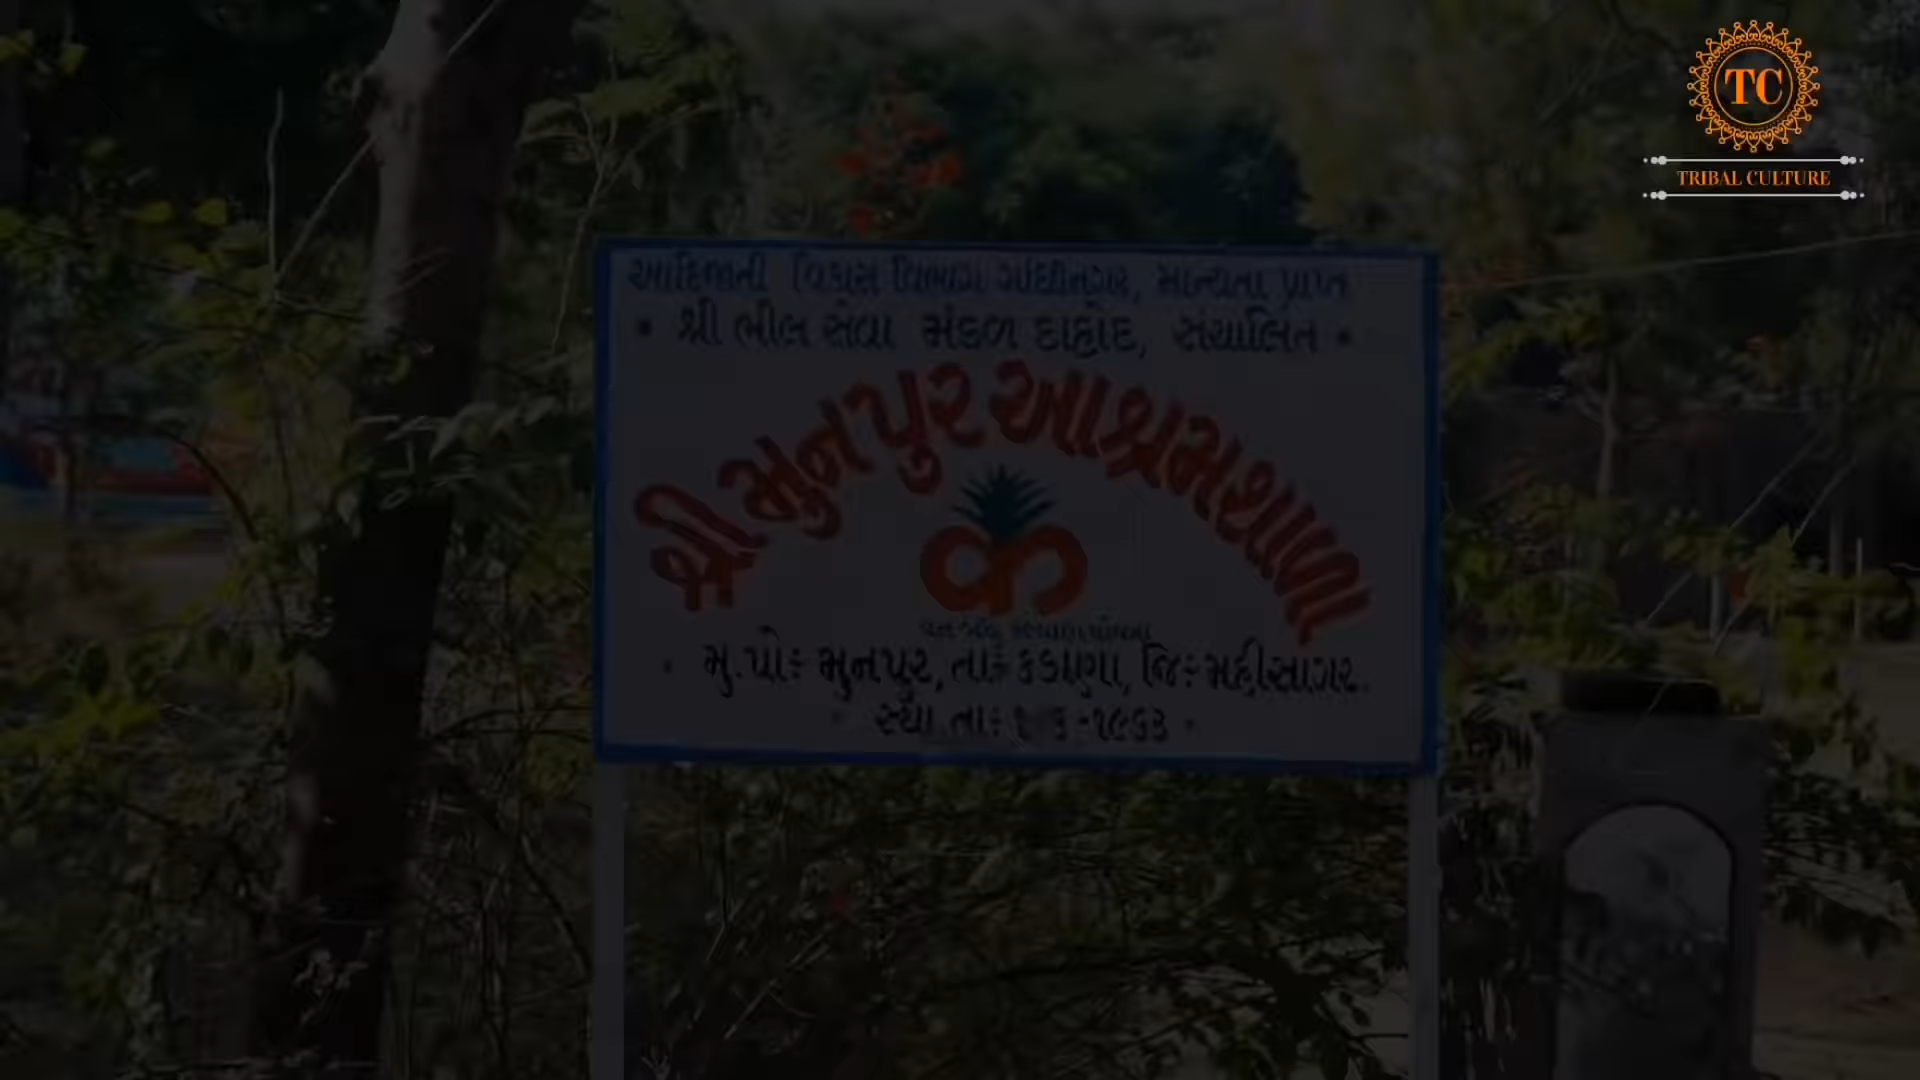 TC
TRIBAL CULTURE
આદિજાતી વિકાસ વિભાગ ગાંધીનગર, માન્યતા પ્રાપ્ત
• શ્રી ભીલ સેવા મંડળ દાહોદ, સંચાલિત •
શ્રી મુનપુર આશ્રમશાળા
મુ.પો: મુનપુર, તા: કડાણા, જિ: મહીસાગર.
સ્થા.તા: